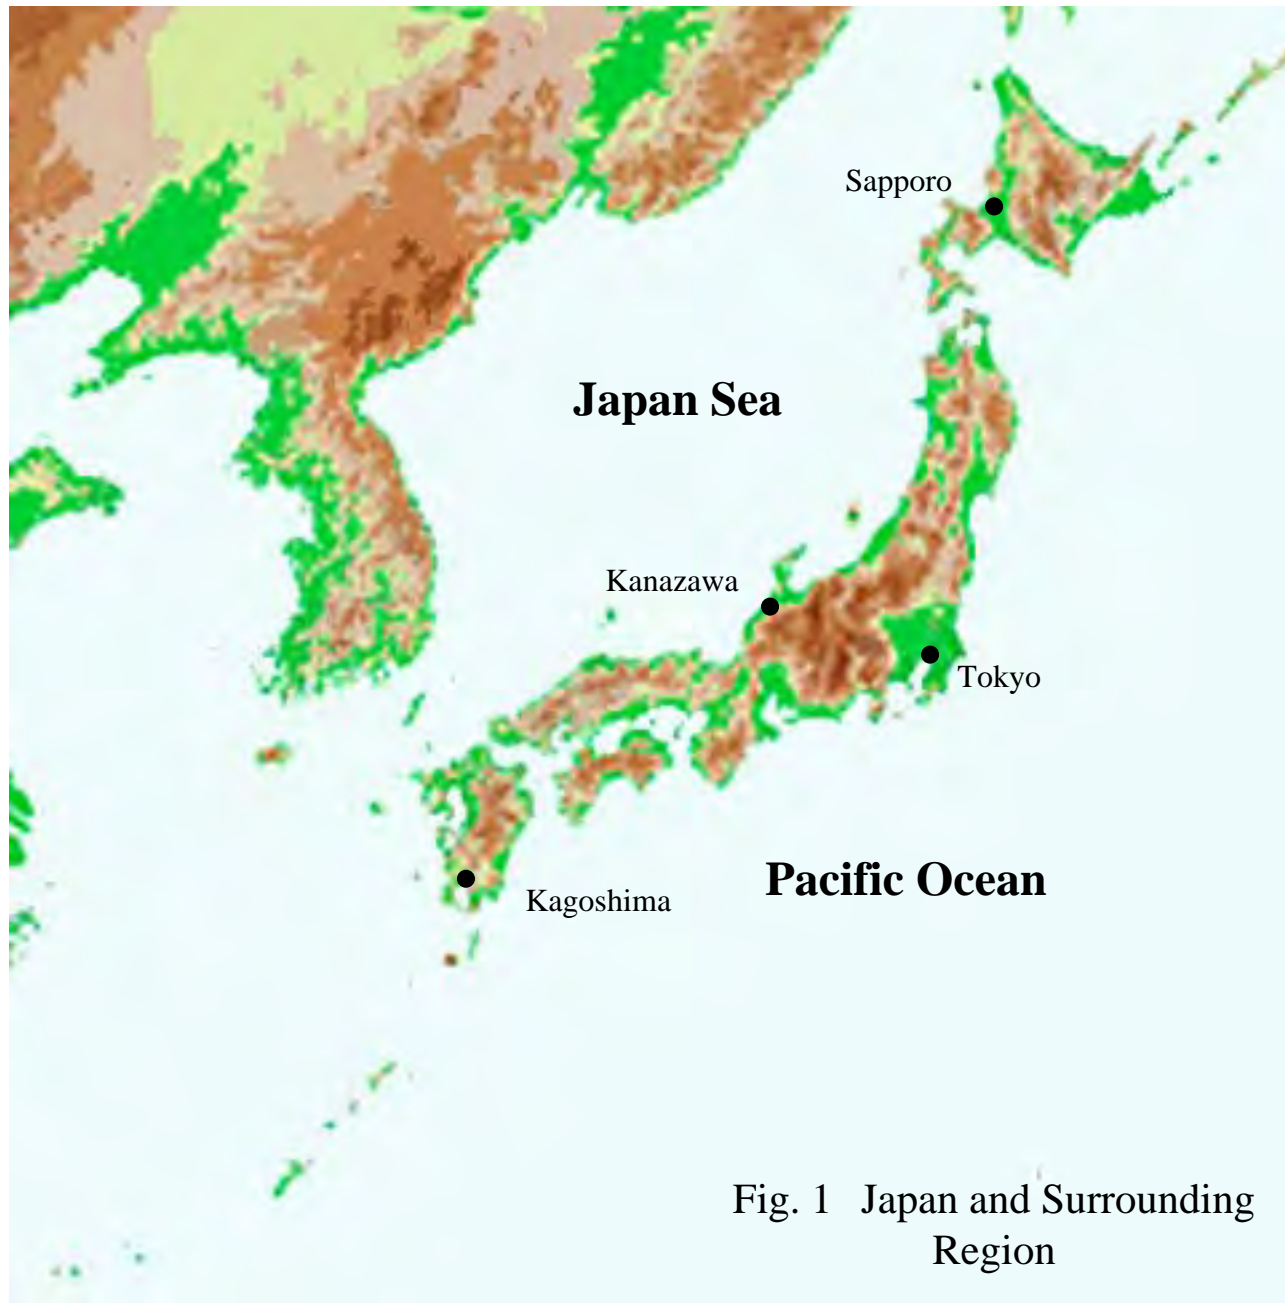 Sapporo
Japan Sea
Kanazawa
Tokyo
Pacific Ocean
Kagoshima
Fig. 1 Japan and Surrounding
Region